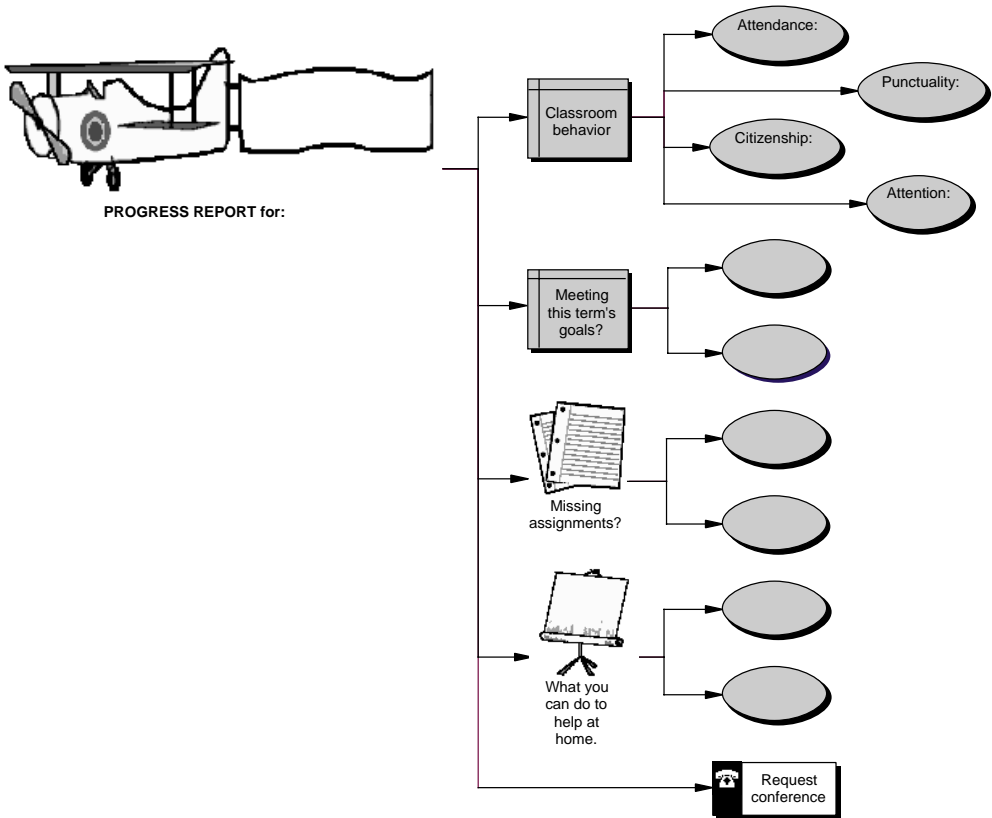 PROGRESS REPORT for:
Classroom
behavior
Attendance:
Punctuality:
Citizenship:
Attention:
Meeting
this term's
goals?
Missing
assignments?
What you
can do to
help at
home.
Request
conference